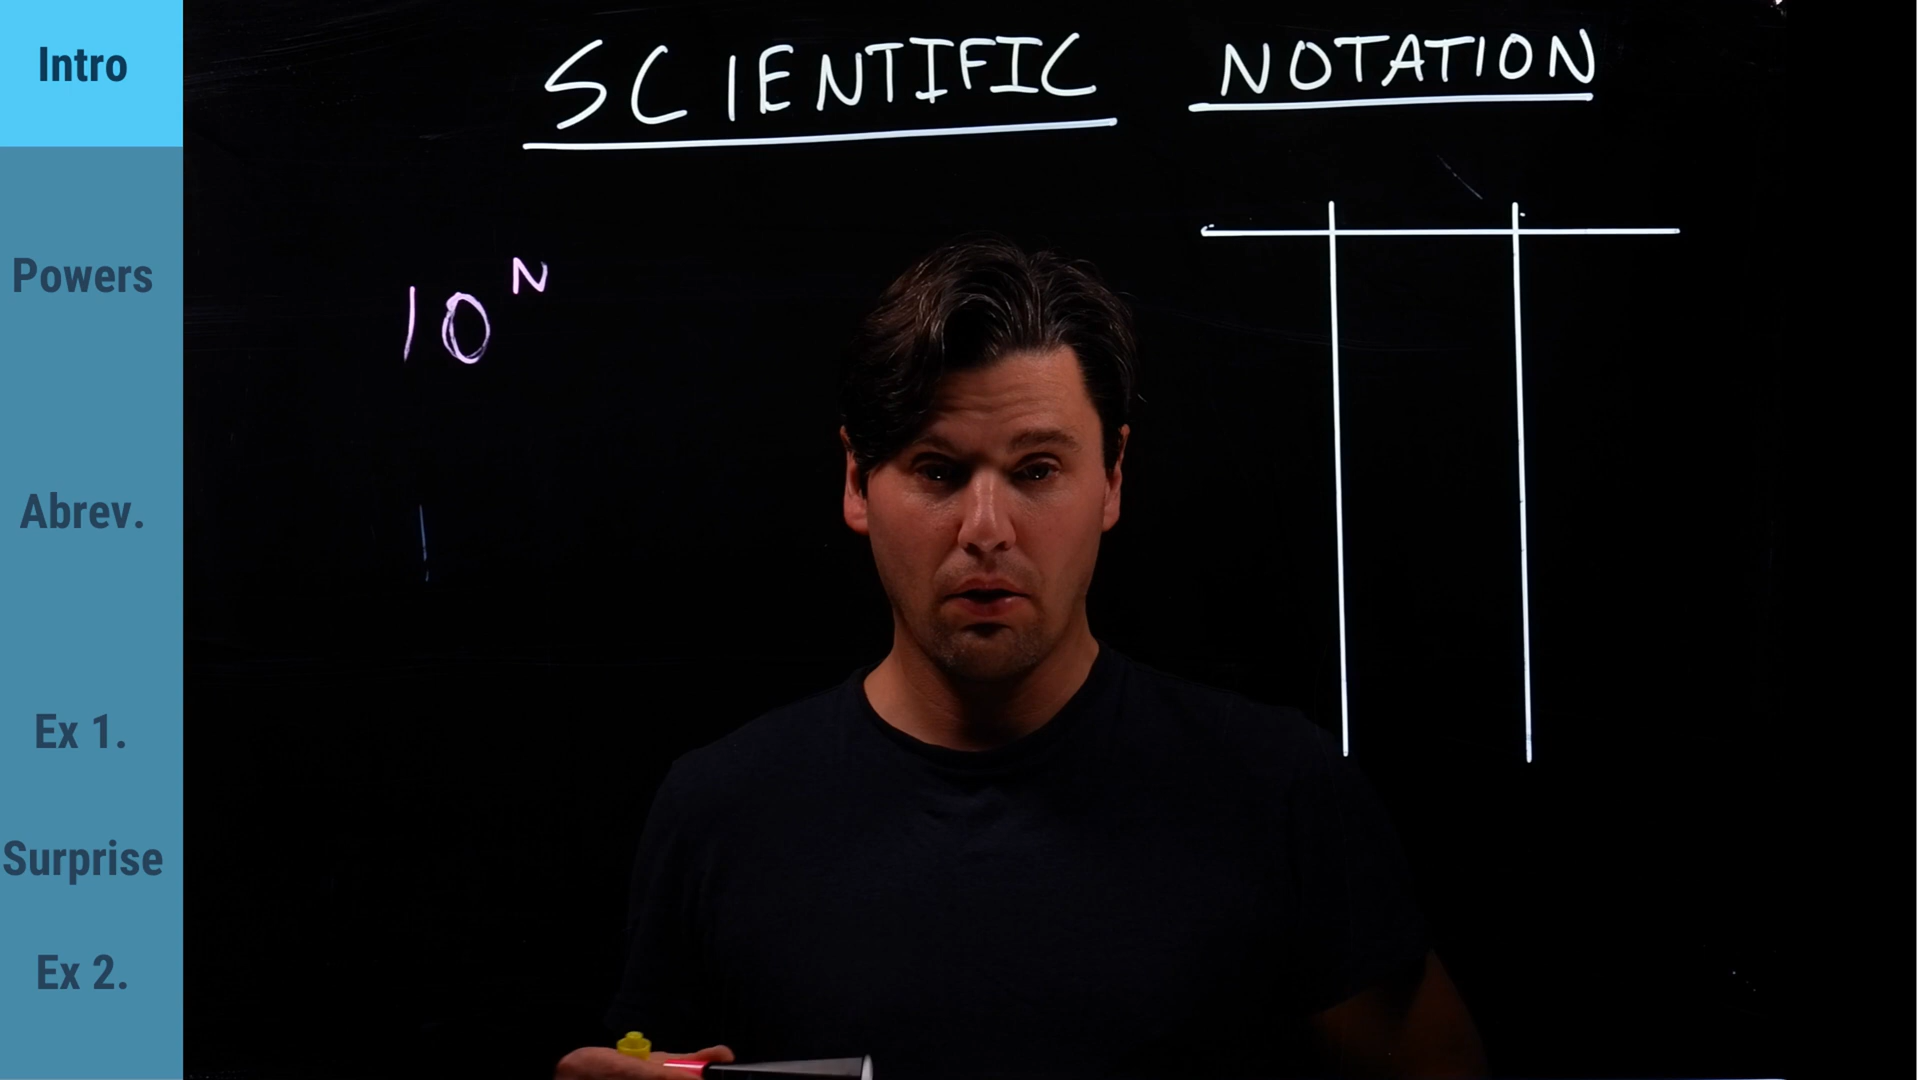 Intro
Powers
Abrev.
Ex 1.
Surprise
Ex 2.
SCIENTIFIC NOTATION
10^N